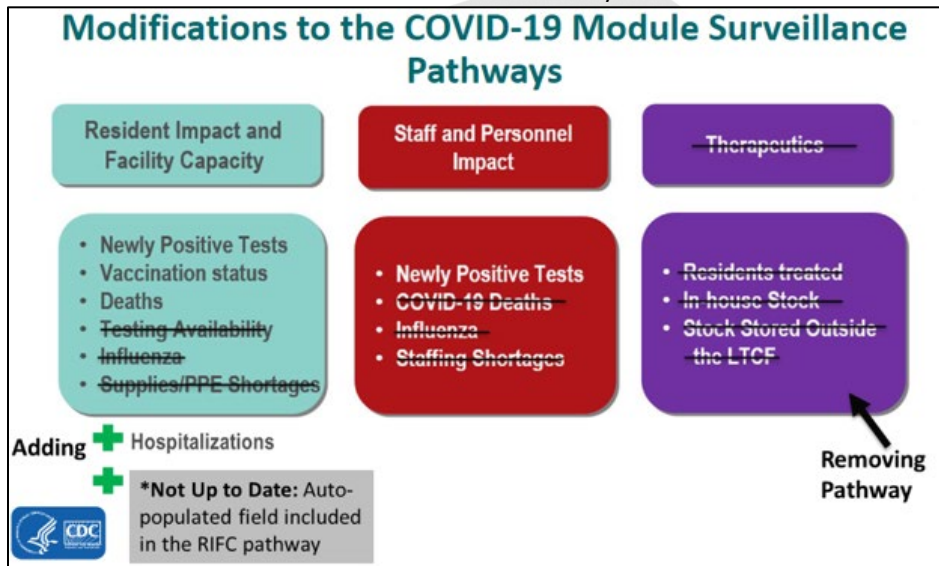 Modifications to the COVID-19 Module Surveillance
Pathways
Resident Impact and
Facility Capacity
Staff and Personnel
Impact
Therapeutics
• Newly Positive Tests
• Vaccination status
• Deaths
• Testing Availability
• Influenza
• Supplies/PPE Shortages
• Newly Positive Tests
• COVID-19 Deaths
• Influenza
• Staffing Shortages
• Residents treated
• In-house Stock
• Stock Stored Outside
the LTCF
Adding
Hospitalizations
*Not Up to Date: Auto-
populated field included
in the RIFC pathway
Removing
Pathway
CDC